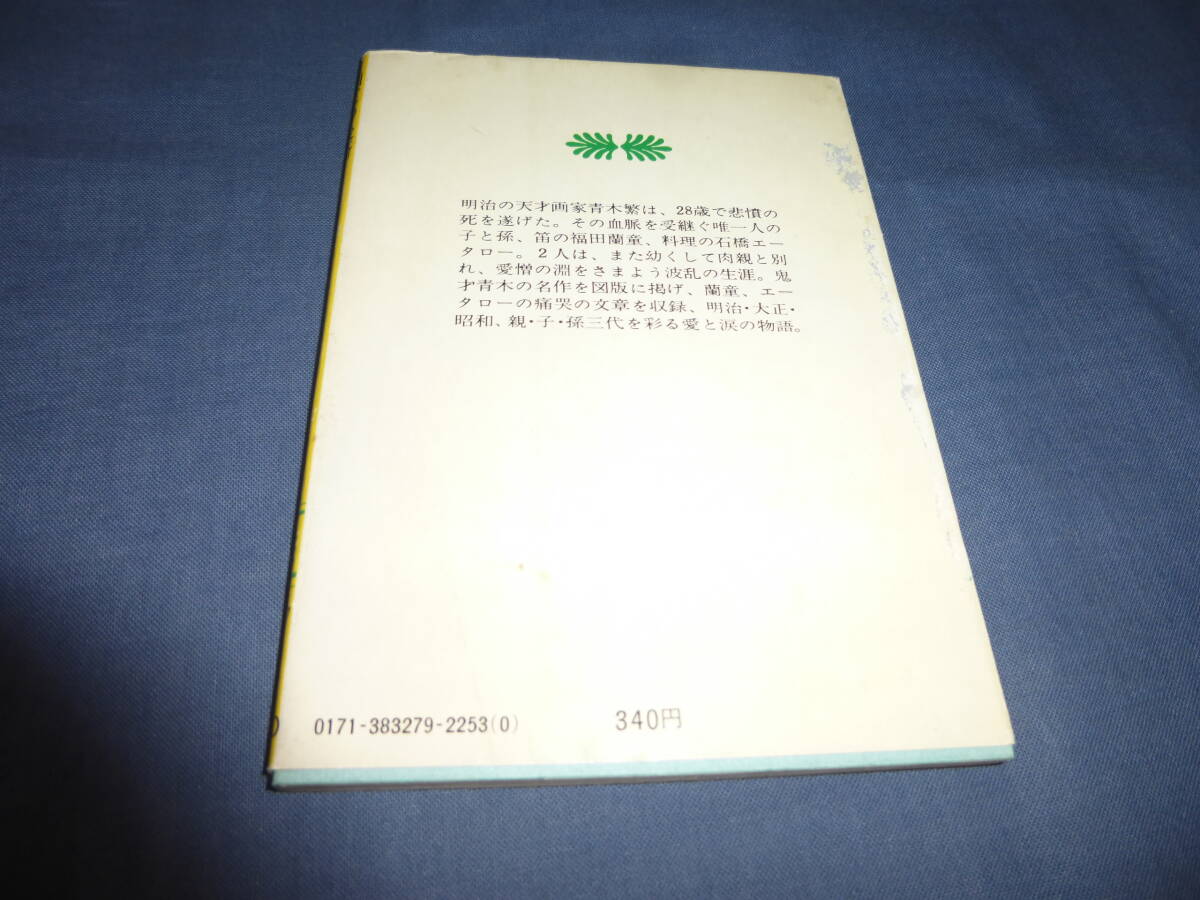 明治の天才画家青木繁は、28歳で悲憤の
死を遂げた。その血脈を受継ぐ唯一人の
子と孫、笛の福田蘭童、料理の石橋エー
タロー。2人は、また幼くして肉親と別
れ、愛憎の淵をさまよう波乱の生涯。鬼
才青木の名作を図版に掲げ、蘭童、エー
タローの痛哭の文章を収録、明治・大正・
昭和、親・子・孫三代を彩る愛と涙の物語。
0171-383279-2253(0)
340円